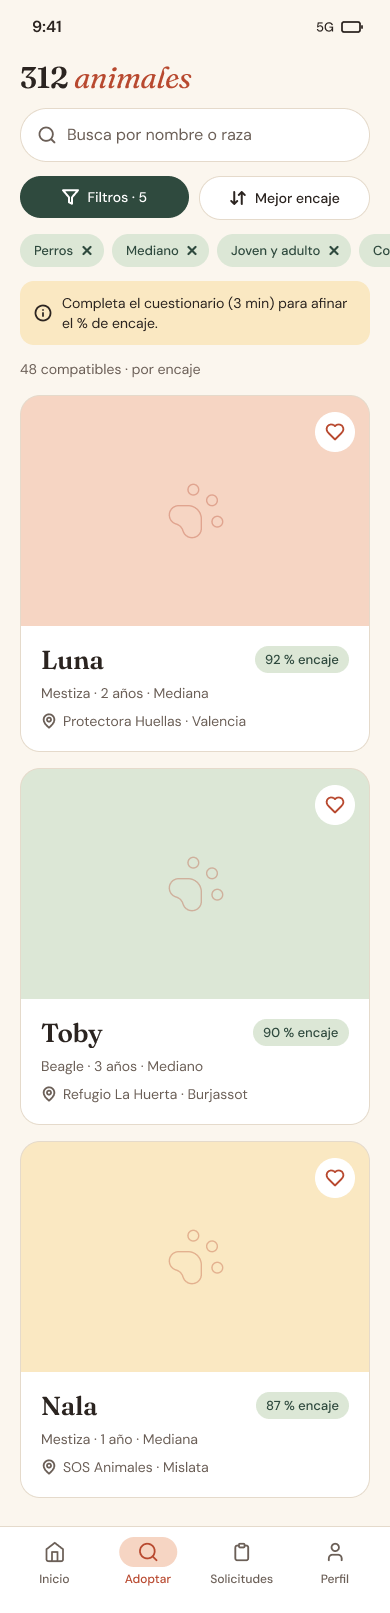 9:41
5G
312 animales
Busca por nombre o raza
Filtros · 5
Mejor encaje
Perros
Mediano
Joven y adulto
Co
Completa el cuestionario (3 min) para afinar
el % de encaje.
48 compatibles · por encaje
Luna
92 % encaje
Mestiza · 2 años · Mediana
Protectora Huellas · Valencia
Toby
90 % encaje
Beagle · 3 años · Mediano
Refugio La Huerta · Burjassot
Nala
87 % encaje
Mestiza · 1 año · Mediana
SOS Animales · Mislata
Inicio
Adoptar
Solicitudes
Perfil